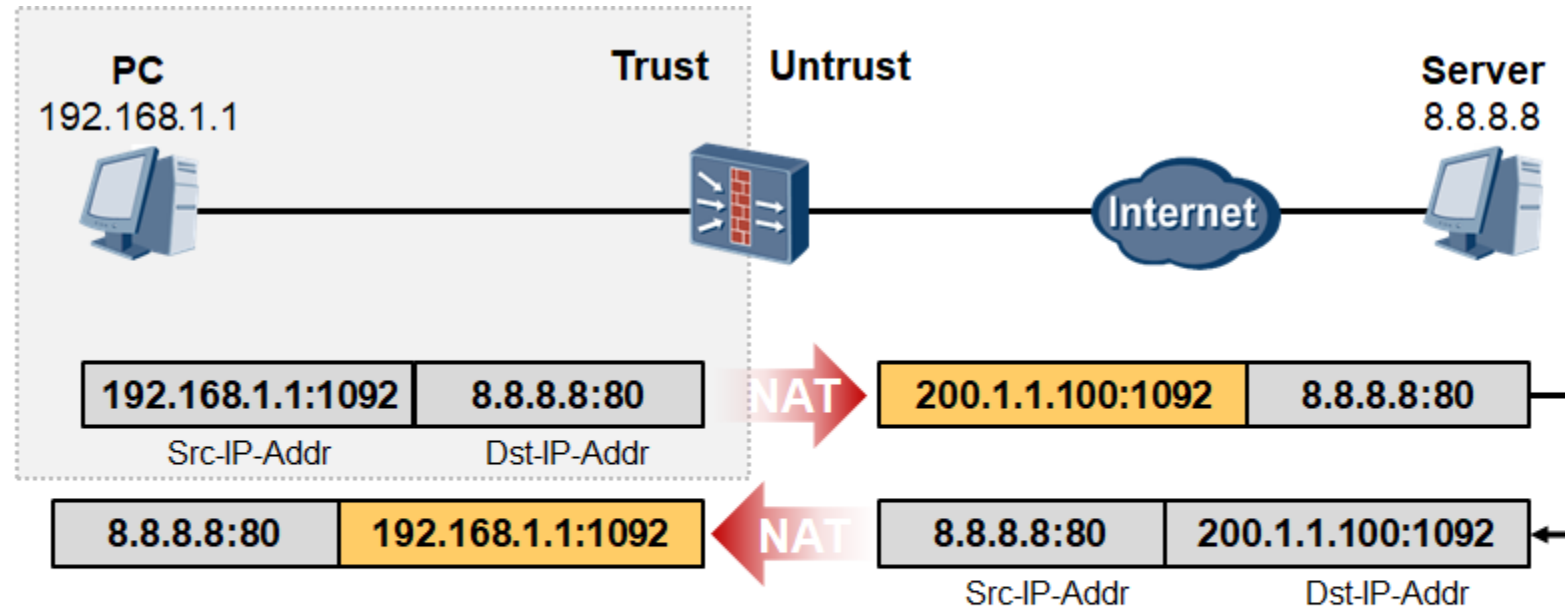 PC
192.168.1.1
Trust
Untrust
Server
8.8.8.8
Internet
192.168.1.1:1092 8.8.8.8:80
NAT
200.1.1.100:1092 8.8.8.8:80
Src-IP-Addr Dst-IP-Addr
8.8.8.8:80 192.168.1.1:1092
NAT
8.8.8.8:80 200.1.1.100:1092
Src-IP-Addr Dst-IP-Addr